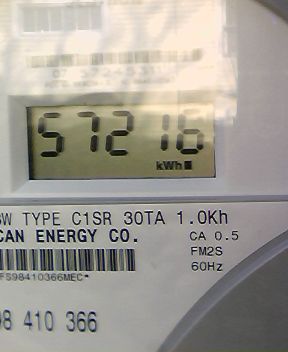 57216
kWh
SW TYPE C1SR 30TA 1.0Kh
CAN ENERGY CO. CA 0.5
FM2S
FS98410366MEC*
60Hz
98 410 366